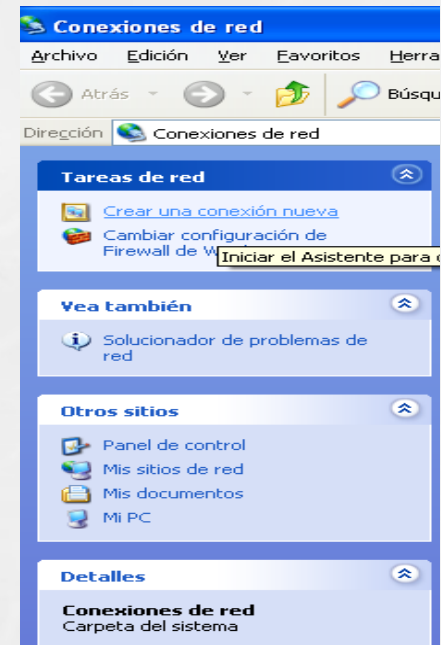 Conexiones de red
Archivo Edición Ver Favoritos Herra
Atrás Búsqu
Dirección Conexiones de red
Tareas de red
Crear una conexión nueva
Cambiar configuración de
Firewall de W
Iniciar el Asistente para
Vea también
Solucionador de problemas de
red
Otros sitios
Panel de control
Mis sitios de red
Mis documentos
Mi PC
Detalles
Conexiones de red
Carpeta del sistema